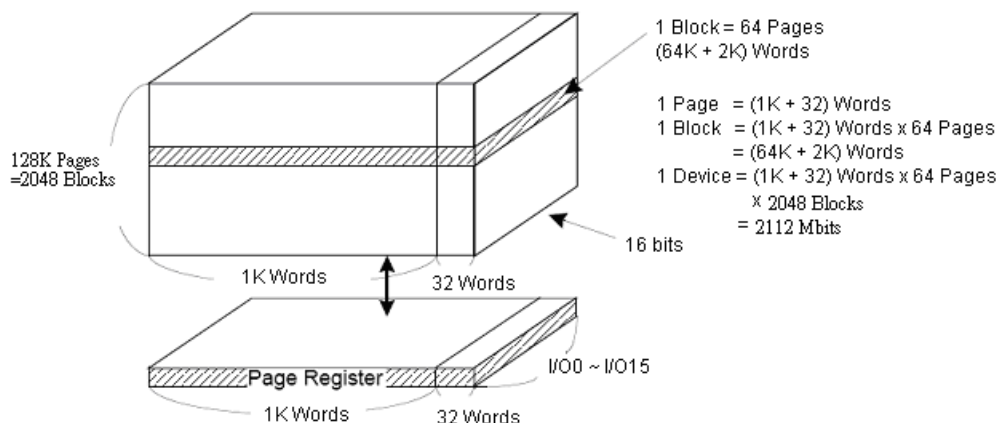 1 Block = 64 Pages
(64K + 2K) Words
1 Page = (1K + 32) Words
1 Block = (1K + 32) Words x 64 Pages
= (64K + 2K) Words
1 Device = (1K + 32) Words x 64 Pages
x 2048 Blocks
= 2112 Mbits
128K Pages
=2048 Blocks
16 bits
1K Words
32 Words
Page Register
I/O0 ~ I/O15
1K Words
32 Words